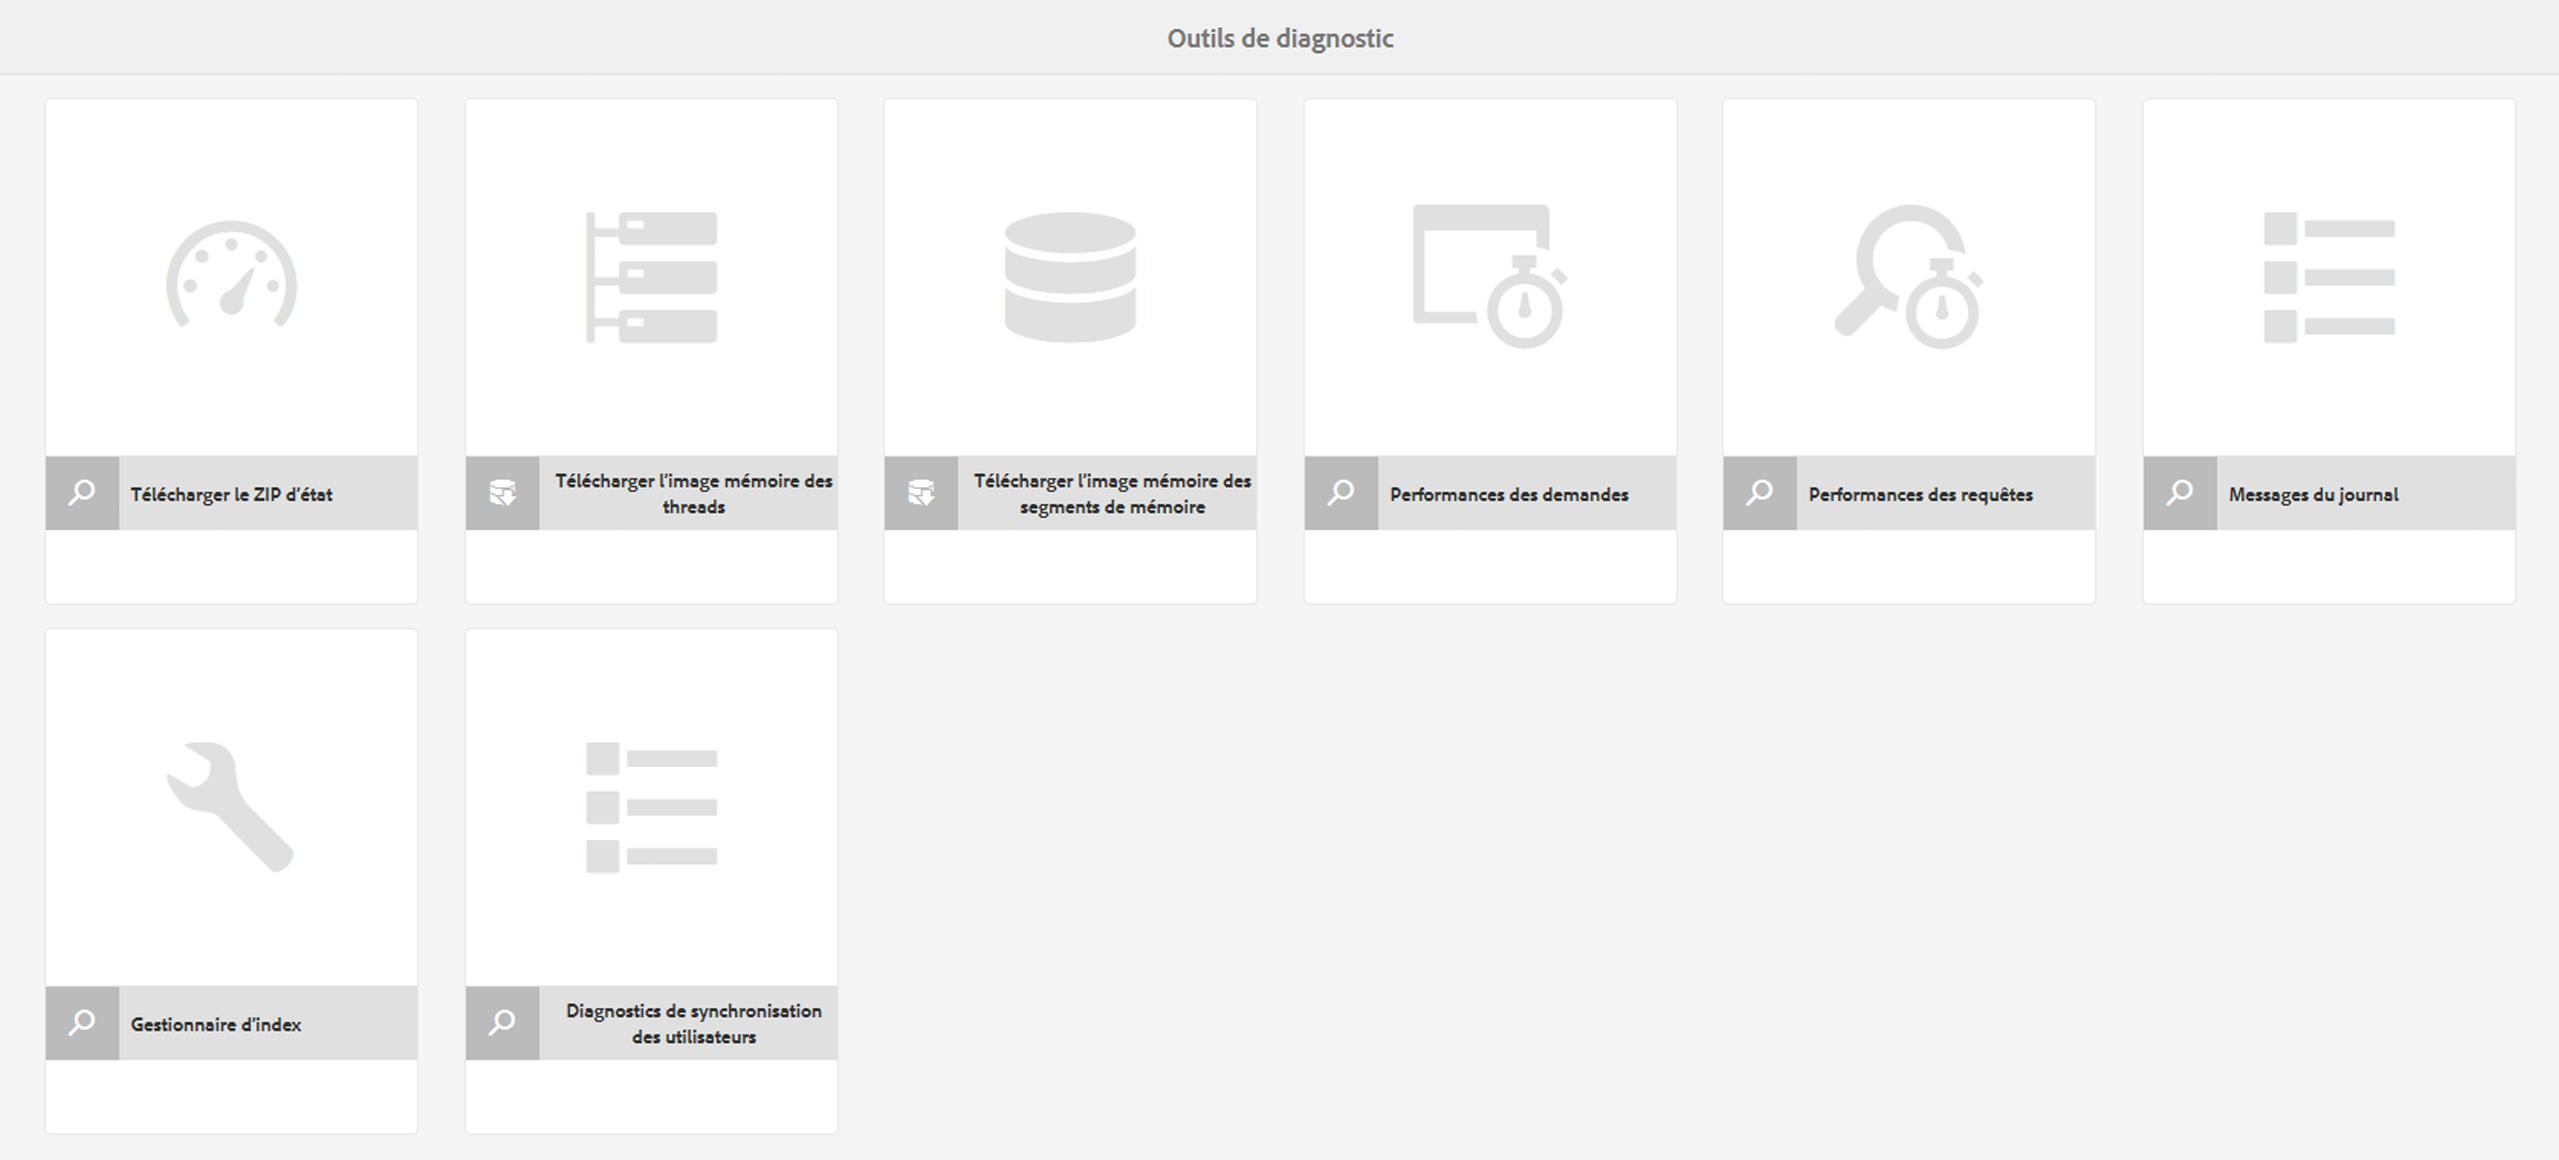 Outils de diagnostic
Télécharger le ZIP d’état
Télécharger l’image mémoire des
threads
Télécharger l’image mémoire des
segments de mémoire
Performances des demandes
Performances des requêtes
Messages du journal
Gestionnaire d’index
Diagnostics de synchronisation
des utilisateurs